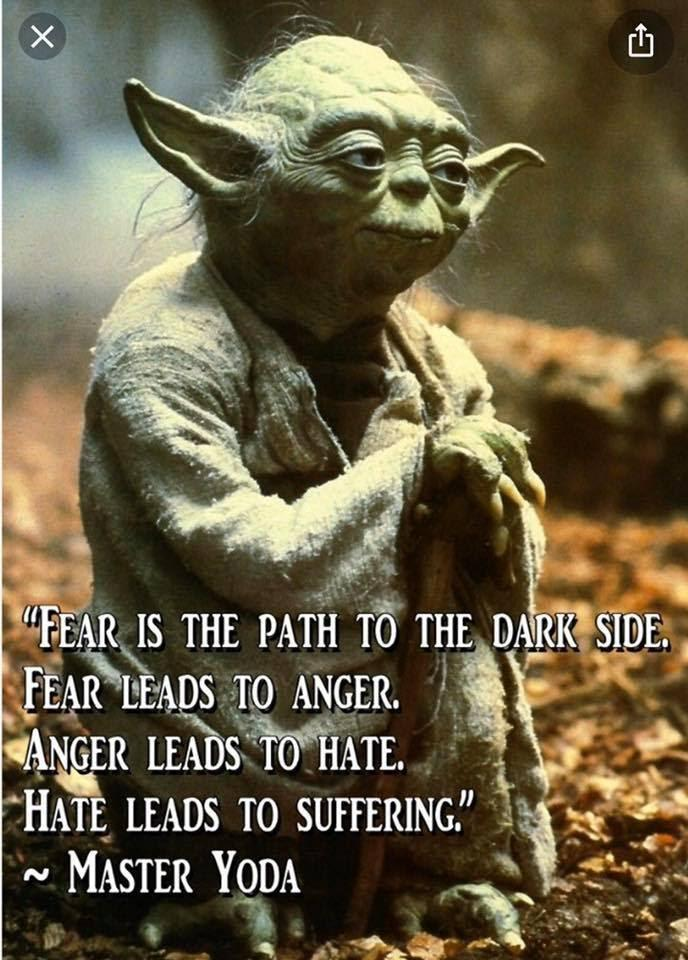 "Fear is the path to the dark side.
Fear leads to anger.
Anger leads to hate.
Hate leads to suffering."
~ Master Yoda